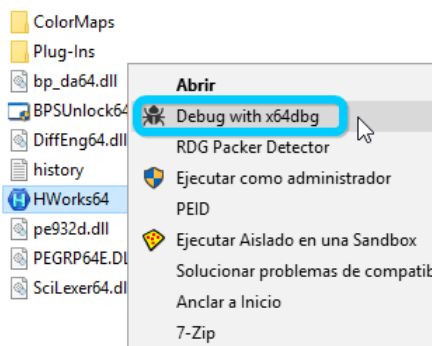 ColorMaps
Plug-Ins
bp_da64.dll
BPSUnlock64
DiffEng64.dll
history
HWorks64
pe932d.dll
PEGRP64E.DL
SciLexer64.dl
Abrir
Debug with x64dbg
RDG Packer Detector
Ejecutar como administrador
PEID
Ejecutar Aislado en una Sandbox
Solucionar problemas de compatib
Anclar a Inicio
7-Zip